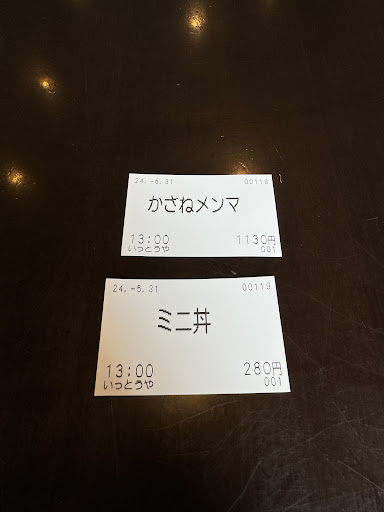 24.-5.31 00118
かさねメンマ
13:00 1130円
いっとうや 001
24.-5.31 00119
ミニ丼
13:00 280円
いっとうや 001